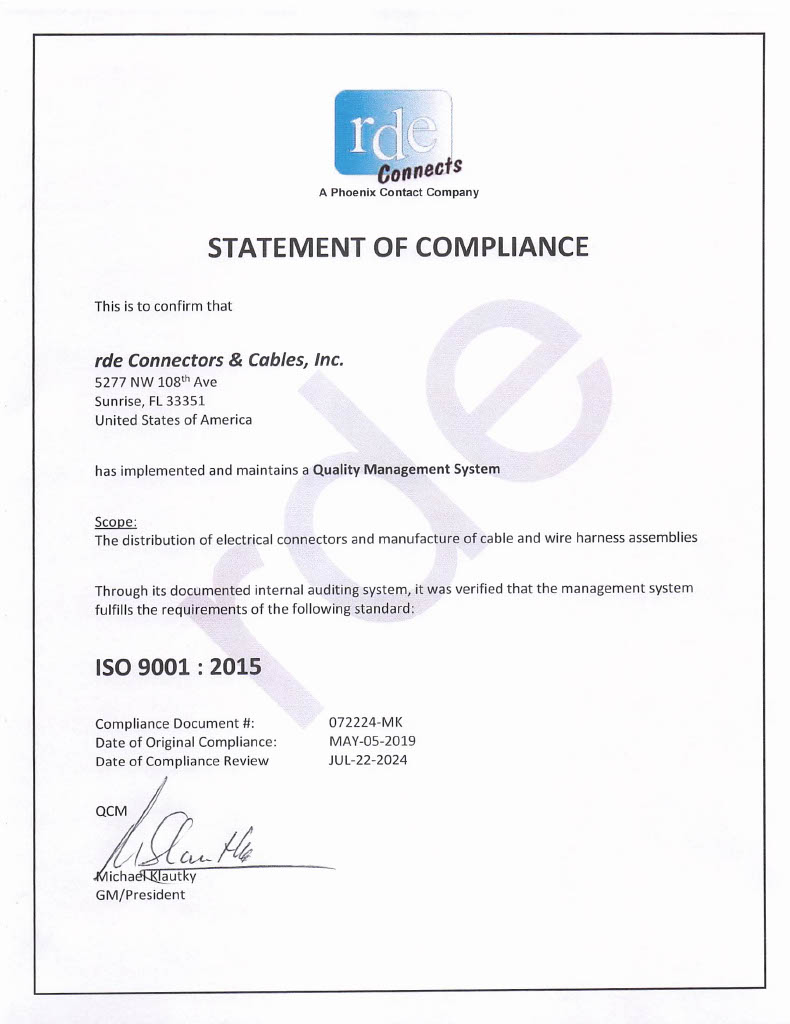 rde
Connects
A Phoenix Contact Company
STATEMENT OF COMPLIANCE
This is to confirm that
rde Connectors & Cables, Inc.
5277 NW 108th Ave
Sunrise, FL 33351
United States of America
has implemented and maintains a Quality Management System
Scope:
The distribution of electrical connectors and manufacture of cable and wire harness assemblies
Through its documented internal auditing system, it was verified that the management system
fulfills the requirements of the following standard:
ISO 9001 : 2015
Compliance Document #: 072224-MK
Date of Original Compliance: MAY-05-2019
Date of Compliance Review JUL-22-2024
QCM
Michael Klautky
GM/President
rde